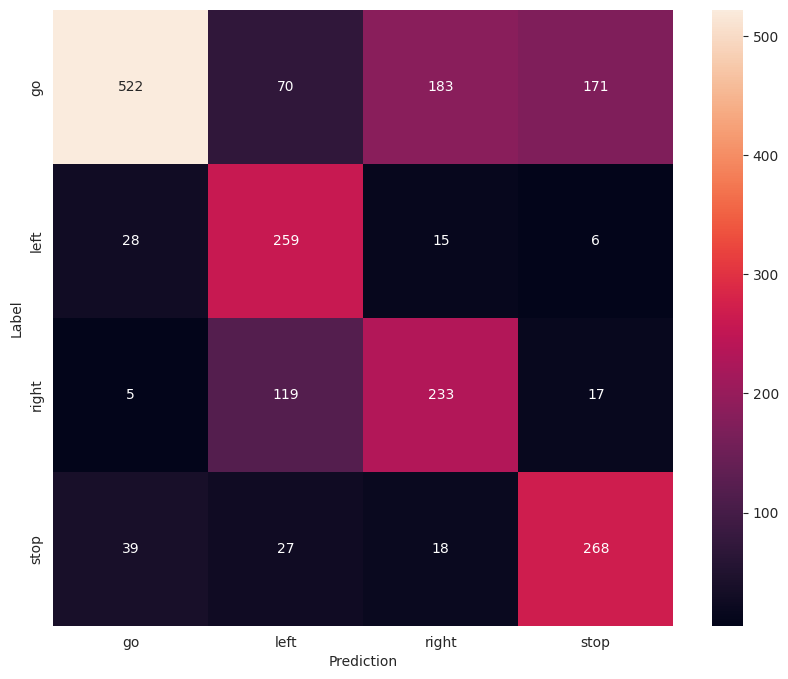 go 522 70 183 171
left 28 259 15 6
right 5 119 233 17
stop 39 27 18 268
go left right stop
Prediction
Label
500
400
300
200
100